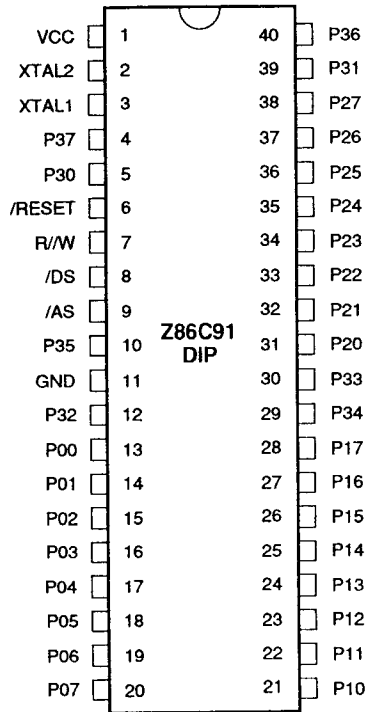 VCC 1 40 P36
XTAL2 2 39 P31
XTAL1 3 38 P27
P37 4 37 P26
P30 5 36 P25
/RESET 6 35 P24
R//W 7 34 P23
/DS 8 33 P22
/AS 9 32 P21
Z86C91
DIP
P35 10 31 P20
GND 11 30 P33
P32 12 29 P34
P00 13 28 P17
P01 14 27 P16
P02 15 26 P15
P03 16 25 P14
P04 17 24 P13
P05 18 23 P12
P06 19 22 P11
P07 20 21 P10